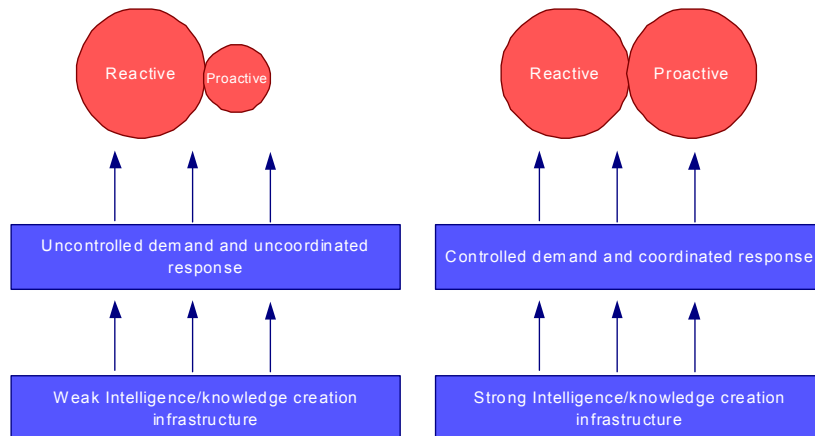 Reactive
Proactive
Reactive
Proactive
Uncontrolled demand and uncoordinated
response
Controlled demand and coordinated response
Weak Intelligence/knowledge creation
infrastructure
Strong Intelligence/knowledge creation
infrastructure